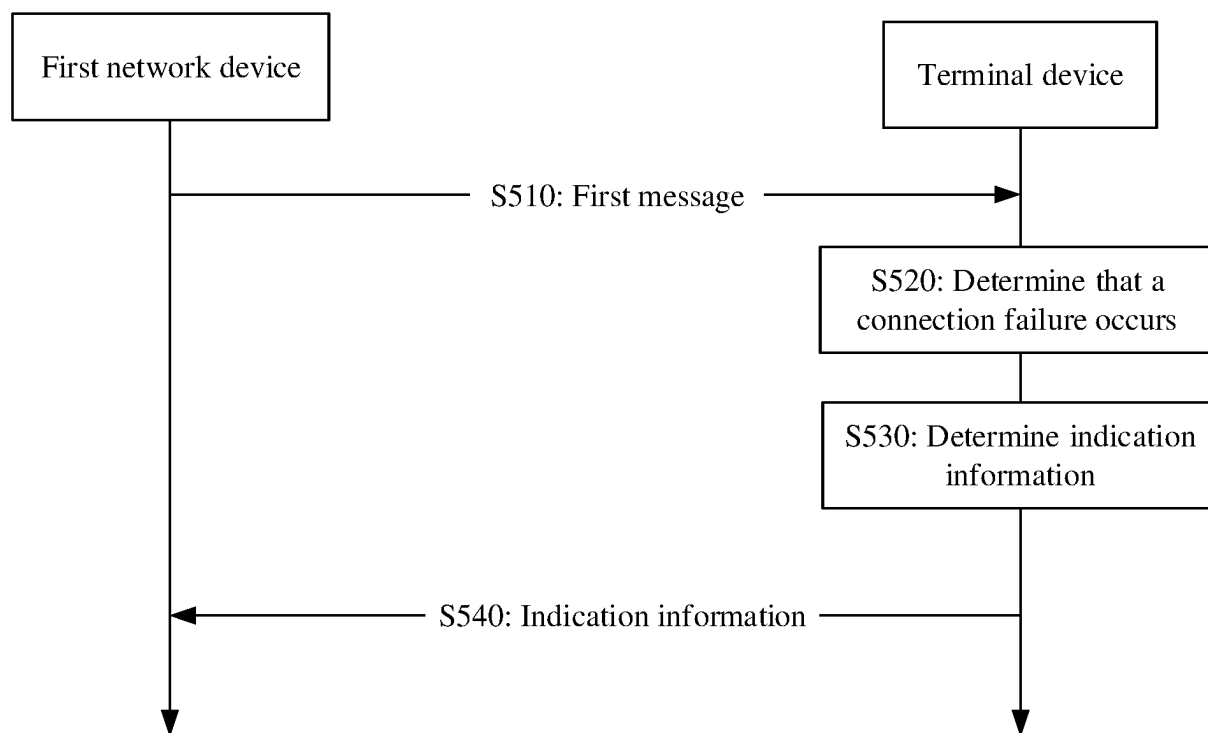 First network device
Terminal device
S510: First message
S520: Determine that a
connection failure occurs
S530: Determine indication
information
S540: Indication information